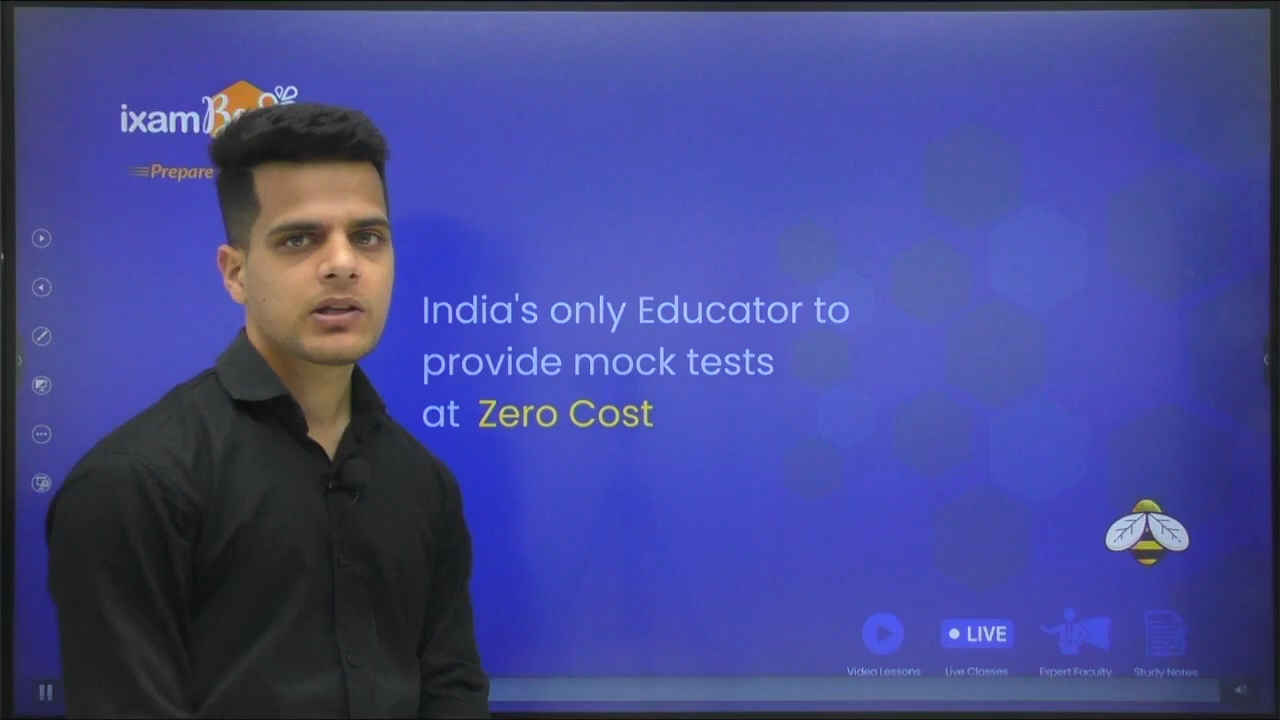 ixam
Prepare
India's only Educator to
provide mock tests
at Zero Cost
LIVE
Video Lessons
Live Classes
Expert Faculty
Study Notes